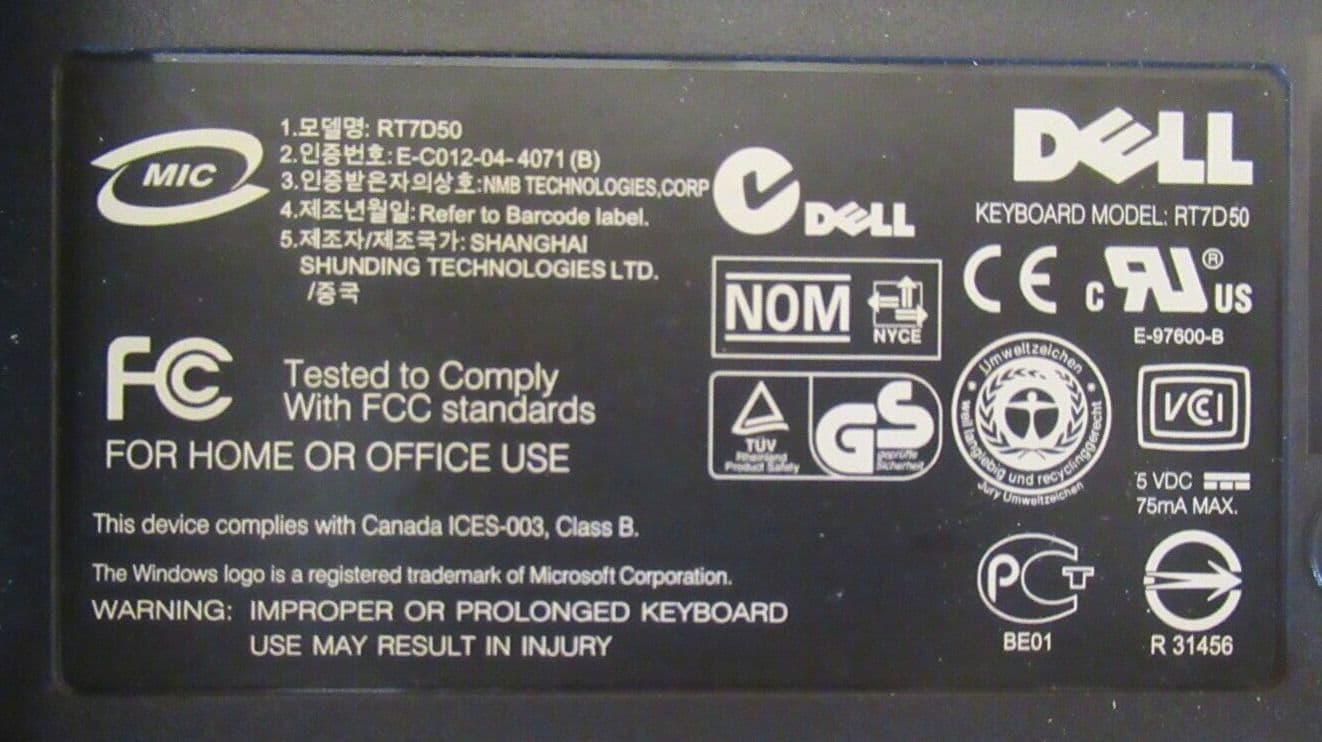 MIC
1.모델명: RT7D50
2.인증번호:E-C012-04-4071 (B)
3.인증받은자의상호:NMB TECHNOLOGIES,CORP
4.제조년월일: Refer to Barcode label.
5.제조자/제조국가: SHANGHAI
SHUNDING TECHNOLOGIES LTD.
/중국
FC
Tested to Comply
With FCC standards
FOR HOME OR OFFICE USE
This device complies with Canada ICES-003, Class B.
The Windows logo is a registered trademark of Microsoft Corporation.
WARNING: IMPROPER OR PROLONGED KEYBOARD
USE MAY RESULT IN INJURY
DELL
NOM
NYCE
TÜV
Rheinland
Product Safety
GS
geprüfte
Sicherheit
DELL
KEYBOARD MODEL: RT7D50
CE
c UR ® US
E-97600-B
Umweltzeichen
weil langlebig und recyclinggerecht
Jury Umweltzeichen
VCI
5 VDC
75mA MAX.
PCT
BE01
R 31456